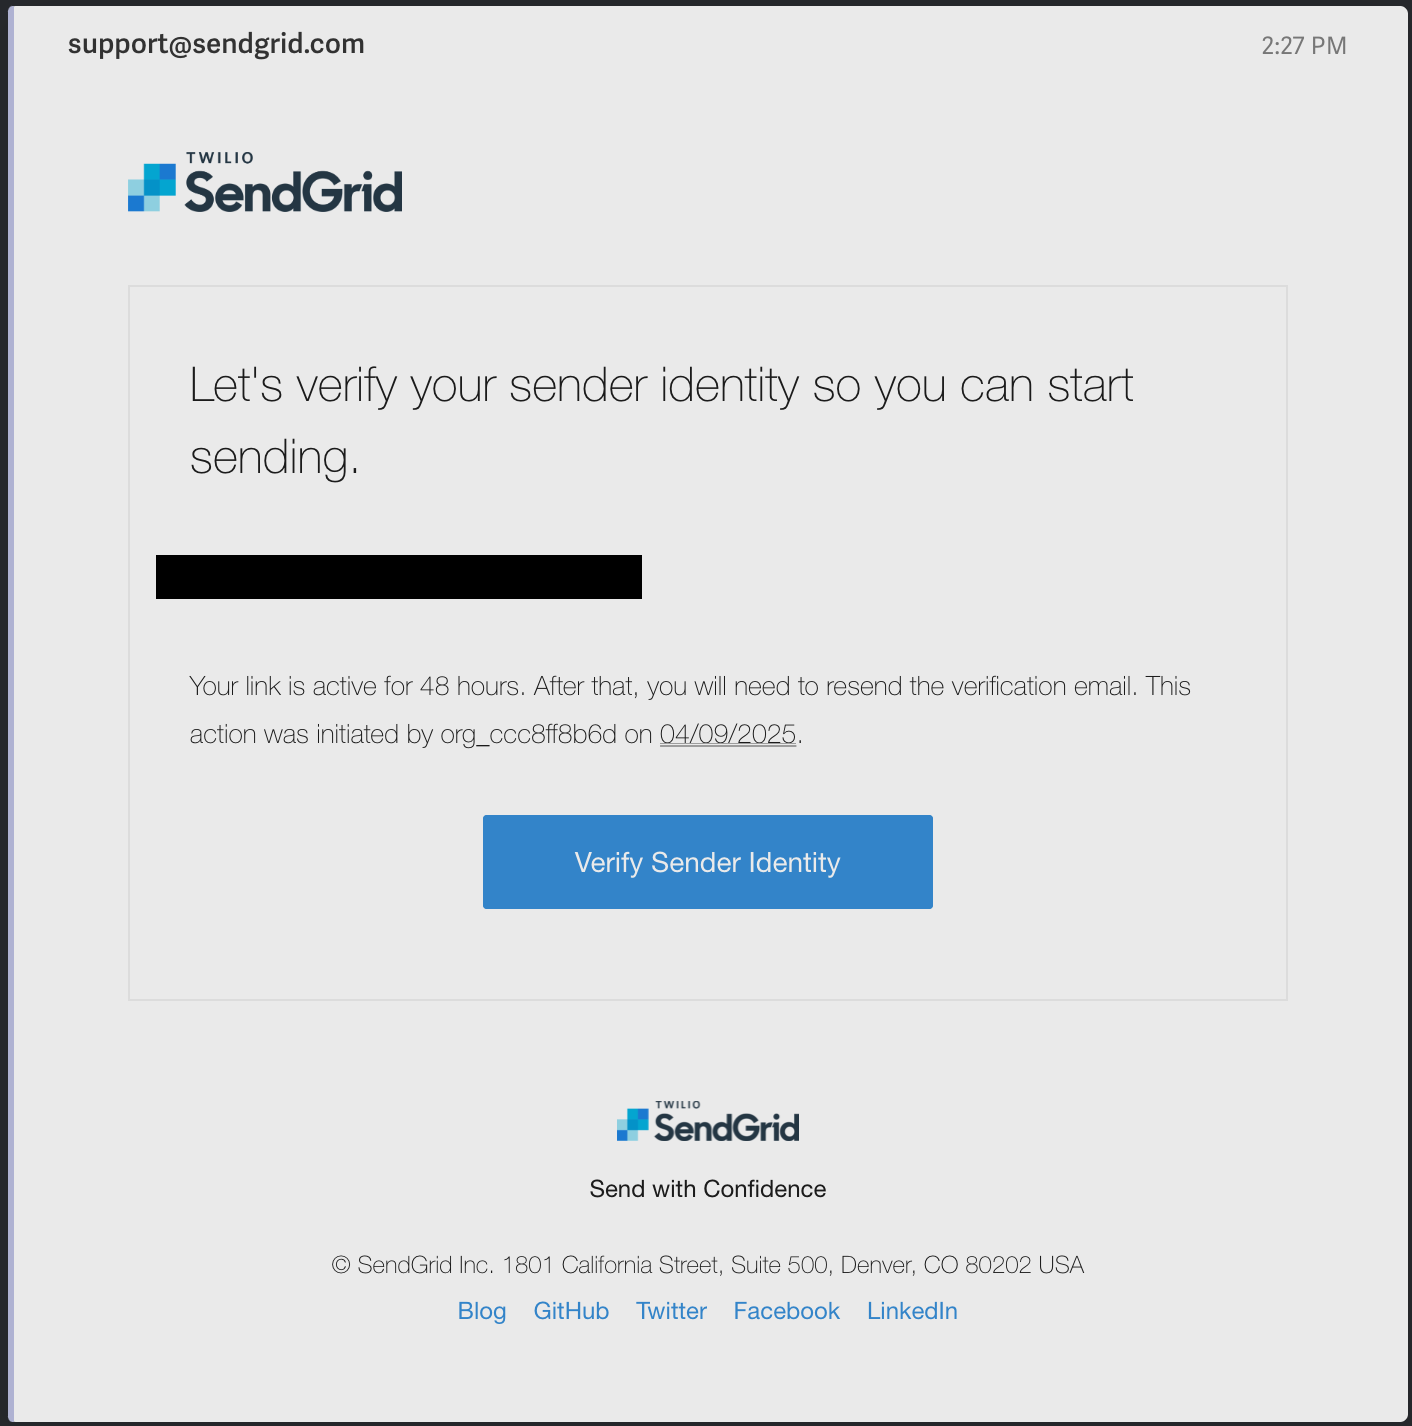 support@sendgrid.com
2:27 PM
TWILIO
SendGrid
Let's verify your sender identity so you can start
sending.
Your link is active for 48 hours. After that, you will need to resend the verification email. This
action was initiated by org_ccc8ff8b6d on 04/09/2025.
Verify Sender Identity
TWILIO
SendGrid
Send with Confidence
© SendGrid Inc. 1801 California Street, Suite 500, Denver, CO 80202 USA
Blog GitHub Twitter Facebook LinkedIn